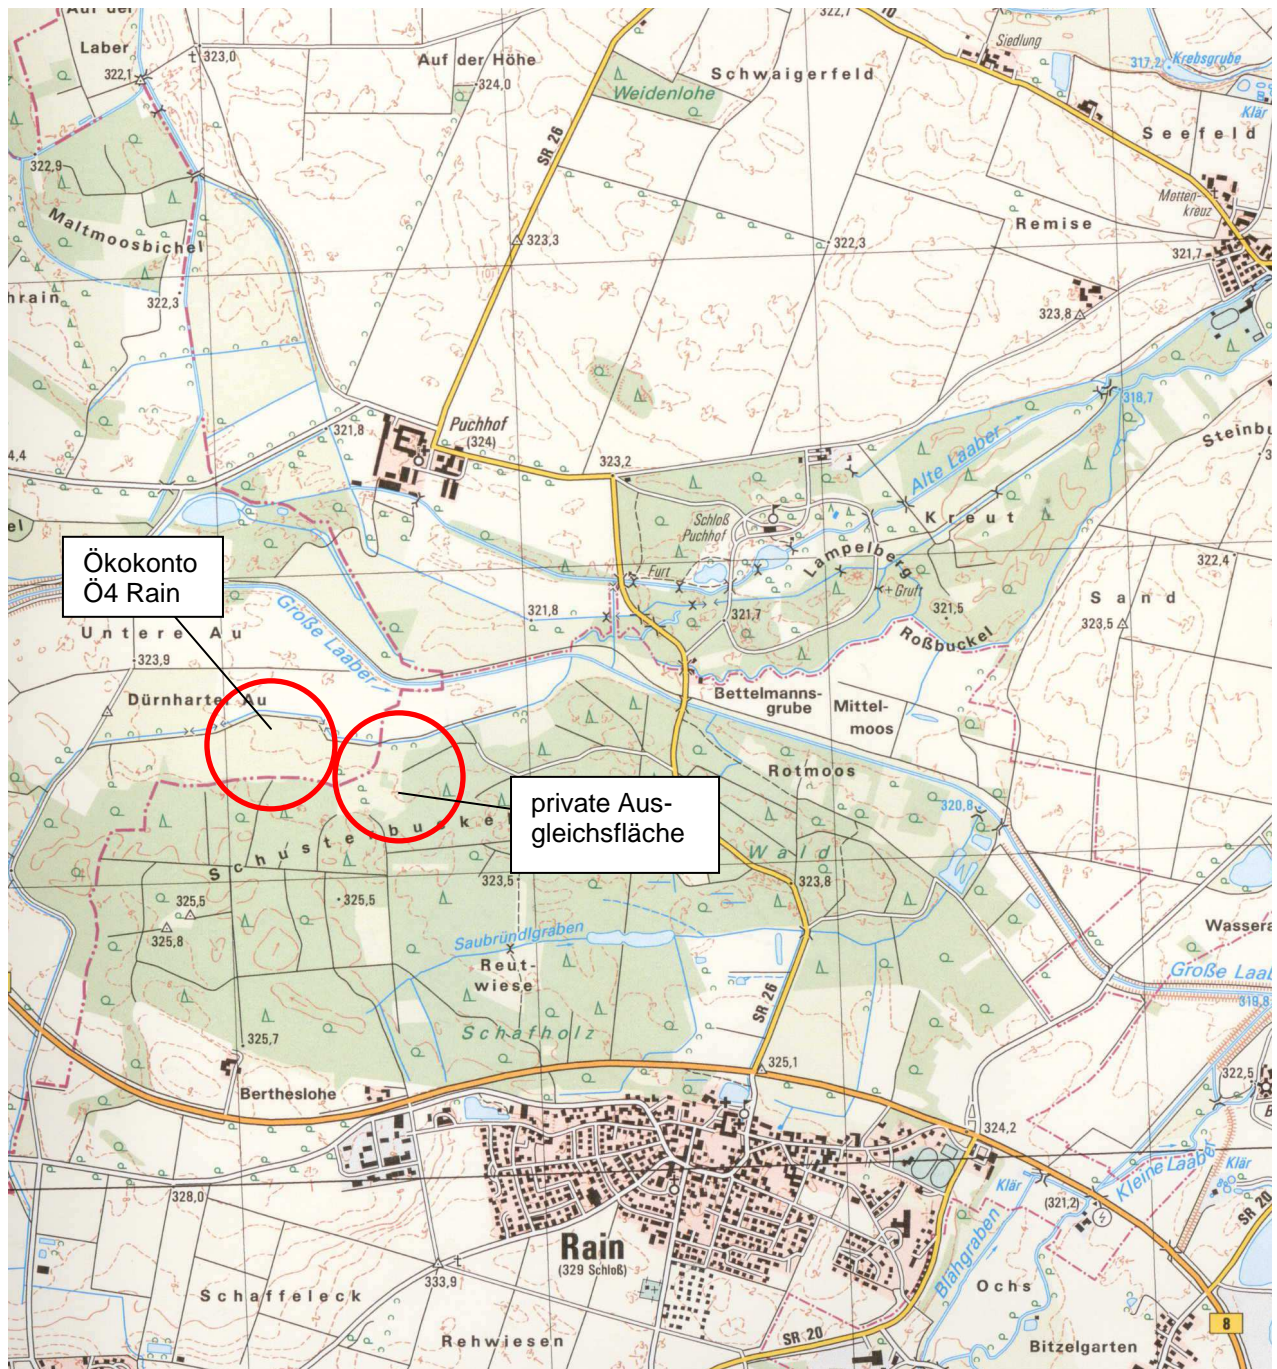 Auf der
Laber
322,1
323,0
Auf der Höhe
324,0
Weidenlohe
Schwaigerfeld
322,7
Siedlung
317,2
Krebsgrube
Klär
Seefeld
SR 26
322,9
Maltmoosbichel
322,3
323,3
322,3
Remise
Motten-
kreuz
321,7
323,8
318,7
Puchhof
(324)
321,8
323,2
Alte Laaber
Schloß
Puchhof
Kreut
Lampelberg
Gruft
321,5
Roßbuckel
Furt
321,8
321,7
Sand
322,4
323,5
Ökokonto
Ö4 Rain
Untere Au
323,9
Große Laaber
Bettelmanns-
grube
Mittel-
moos
Rotmoos
320,8
private Aus-
gleichsfläche
Wald
323,5
323,8
325,5
325,5
325,8
Saubründlgraben
Reut-
wiese
Schafholz
SR 26
319,8
325,7
Bertheslohe
325,1
322,5
324,2
Klär
(321,2)
Kleine Laaber
Klär
SR 20
328,0
Rain
(329 Schloß)
333,9
Schaffeleck
Rehwiesen
SR 20
Blähgraben
Ochs
Bitzelgarten
8